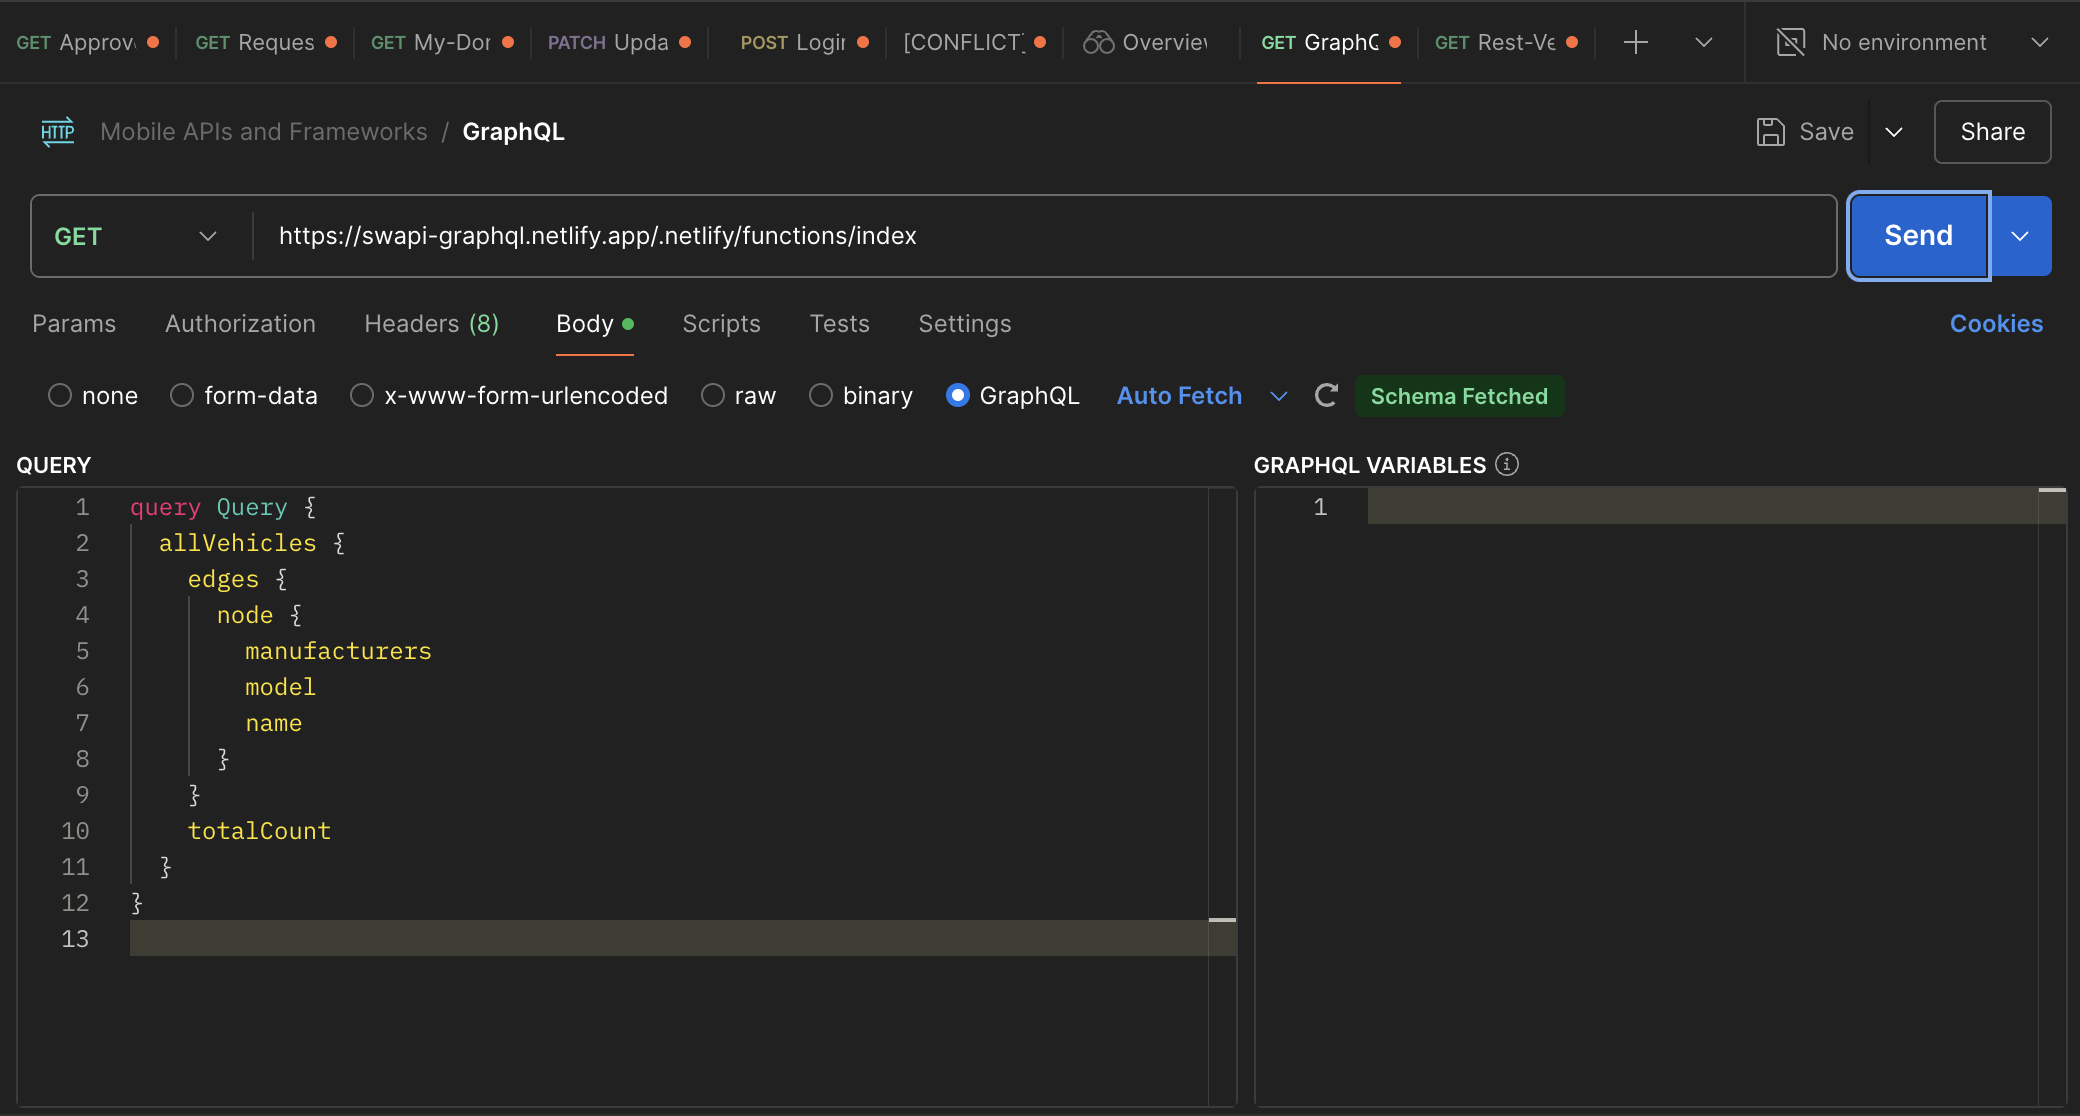 GET Approv GET Reques GET My-Dor PATCH Upda POST Login [CONFLICT] Overview GET GraphQ GET Rest-Ve No environment
HTTP Mobile APIs and Frameworks / GraphQL Save Share
GET https://swapi-graphql.netlify.app/.netlify/functions/index Send
Params Authorization Headers (8) Body Scripts Tests Settings Cookies
none form-data x-www-form-urlencoded raw binary GraphQL Auto Fetch Schema Fetched
QUERY GRAPHQL VARIABLES
1 query Query { 1
2 allVehicles {
3 edges {
4 node {
5 manufacturers
6 model
7 name
8 }
9 }
10 totalCount
11 }
12 }
13